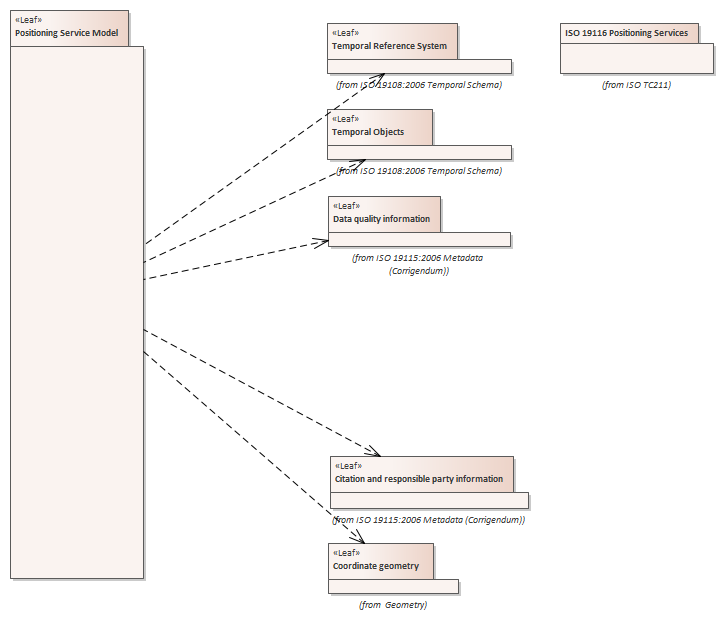 «Leaf»
Positioning Service Model
«Leaf»
Temporal Reference System
(from ISO 19108:2006 Temporal Schema)
ISO 19116 Positioning Services
(from ISO TC211)
«Leaf»
Temporal Objects
(from ISO 19108:2006 Temporal Schema)
«Leaf»
Data quality information
(from ISO 19115:2006 Metadata
(Corrigendum))
«Leaf»
Citation and responsible party information
(from ISO 19115:2006 Metadata (Corrigendum))
«Leaf»
Coordinate geometry
(from Geometry)